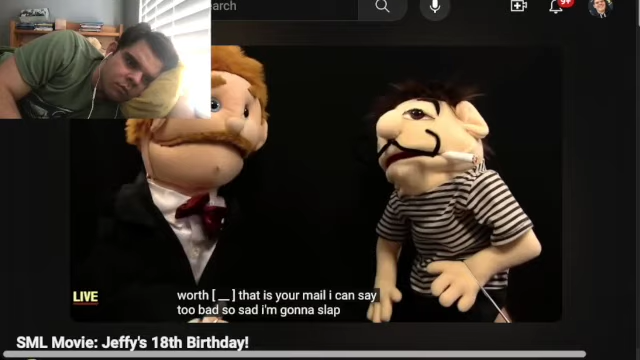 earch
9+
LIVE
worth [ __ ] that is your mail i can say
too bad so sad i'm gonna slap
SML Movie: Jeffy's 18th Birthday!